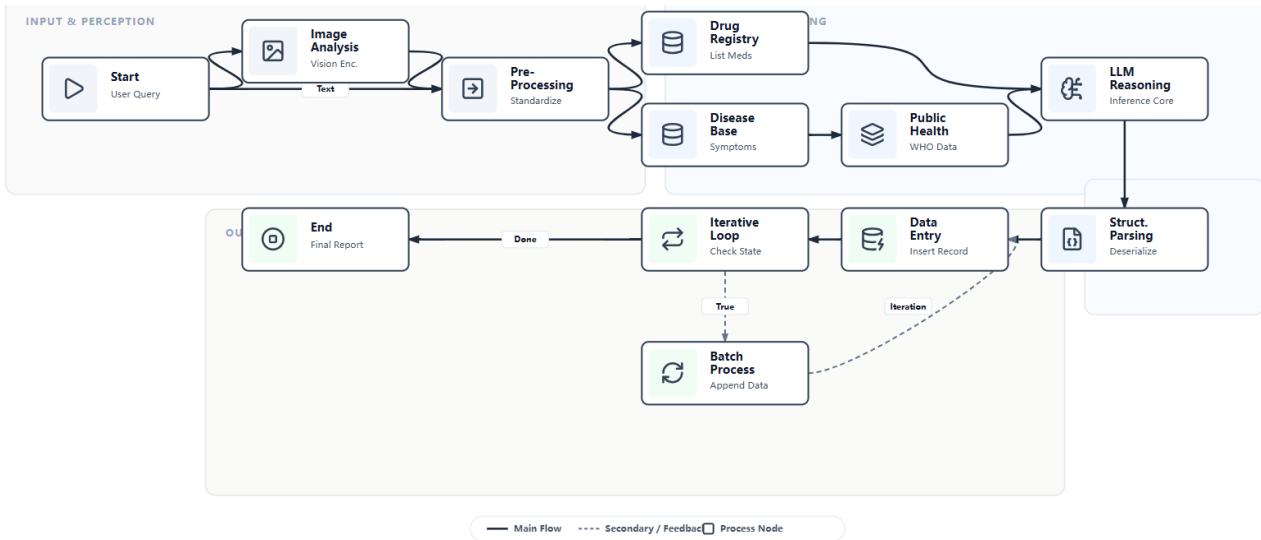 INPUT & PERCEPTION
NG
Start
User Query
Image
Analysis
Vision Enc.
Text
Pre-
Processing
Standardize
Drug
Registry
List Meds
Disease
Base
Symptoms
Public
Health
WHO Data
LLM
Reasoning
Inference Core
OU
End
Final Report
Done
Iterative
Loop
Check State
Data
Entry
Insert Record
Struct.
Parsing
Deserialize
True
Iteration
Batch
Process
Append Data
Main Flow
Secondary / Feedbac
Process Node